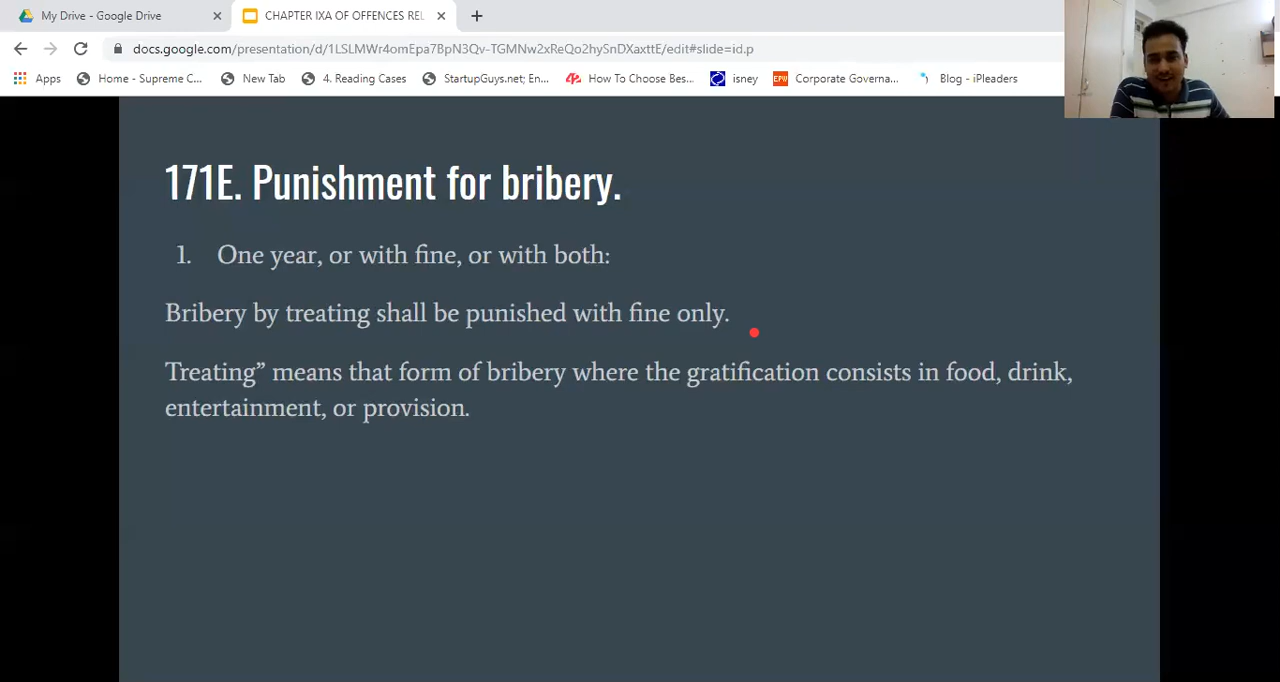 My Drive - Google Drive
CHAPTER IXA OF OFFENCES REL
docs.google.com/presentation/d/1LSLMWr4omEpa7BpN3Qv-TGMNw2xReQo2hySnDXaxttE/edit#slide=id.p
Apps Home - Supreme C... New Tab 4. Reading Cases StartupGuys.net; En... How To Choose Bes... isney EPW Corporate Governa... Blog - iPleaders
171E. Punishment for bribery.
1. One year, or with fine, or with both:
Bribery by treating shall be punished with fine only.
Treating” means that form of bribery where the gratification consists in food, drink,
entertainment, or provision.